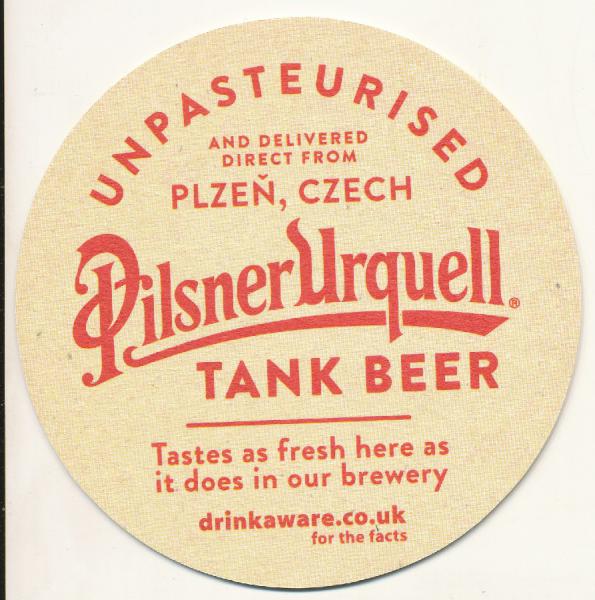 UNPASTEURISED
AND DELIVERED
DIRECT FROM
PLZEŇ, CZECH
Pilsner Urquell®
TANK BEER
Tastes as fresh here as
it does in our brewery
drinkaware.co.uk
for the facts